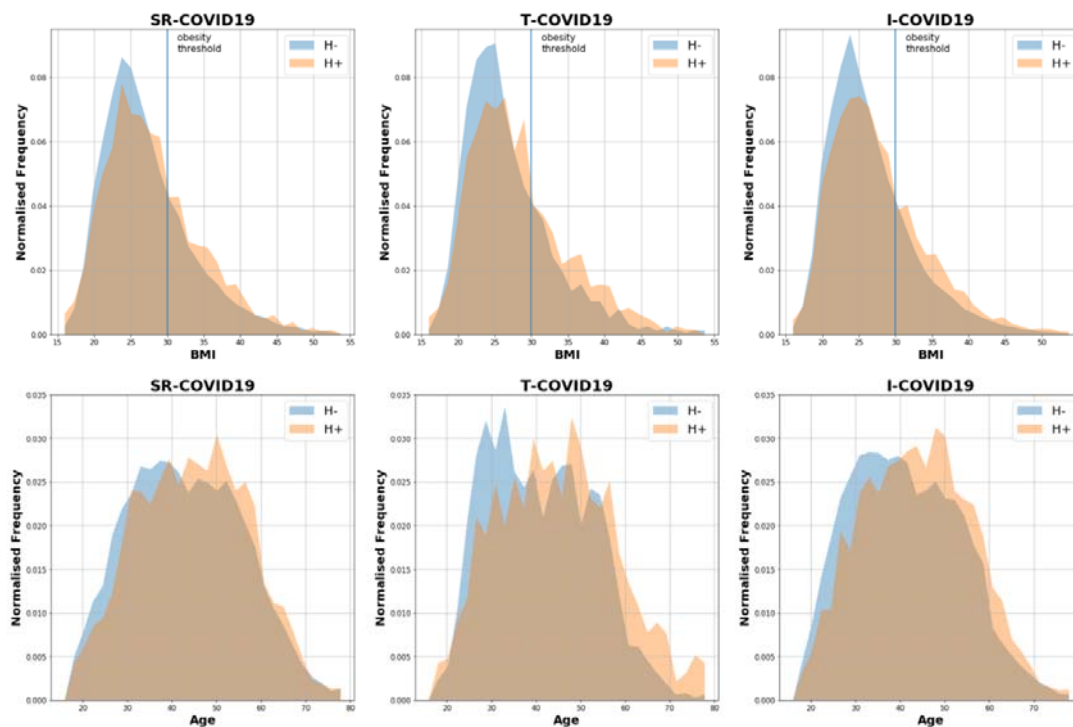 SR-COVID19
T-COVID19
I-COVID19
obesity
threshold
H-
H+
obesity
threshold
H-
H+
obesity
threshold
H-
H+
Normalised Frequency
0.08
0.06
0.04
0.02
0.00
15 20 25 30 35 40 45 50 55
BMI
Normalised Frequency
0.08
0.06
0.04
0.02
0.00
15 20 25 30 35 40 45 50 55
BMI
Normalised Frequency
0.08
0.06
0.04
0.02
0.00
15 20 25 30 35 40 45 50
BMI
SR-COVID19
T-COVID19
I-COVID19
H-
H+
H-
H+
H-
H+
Normalised Frequency
0.035
0.030
0.025
0.020
0.015
0.010
0.005
0.000
20 30 40 50 60 70 80
Age
Normalised Frequency
0.035
0.030
0.025
0.020
0.015
0.010
0.005
0.000
20 30 40 50 60 70 80
Age
Normalised Frequency
0.035
0.030
0.025
0.020
0.015
0.010
0.005
0.000
20 30 40 50 60 70
Age